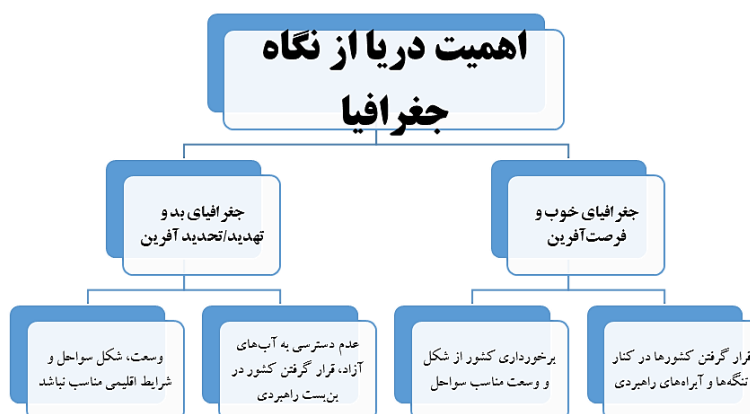 اهمیت دریا از نگاه
جغرافیا
جغرافیای خوب و
فرصت‌آفرین
جغرافیای بد و
تهدید/تحدید آفرین
قرار گرفتن کشورها در کنار
تنگه‌ها و آبراه‌های راهبردی
برخورداری کشور از شکل
و وسعت مناسب سواحل
عدم دسترسی به آب‌های
آزاد، قرار گرفتن کشور در
بن‌بست راهبردی
وسعت، شکل سواحل و
شرایط اقلیمی مناسب نباشد